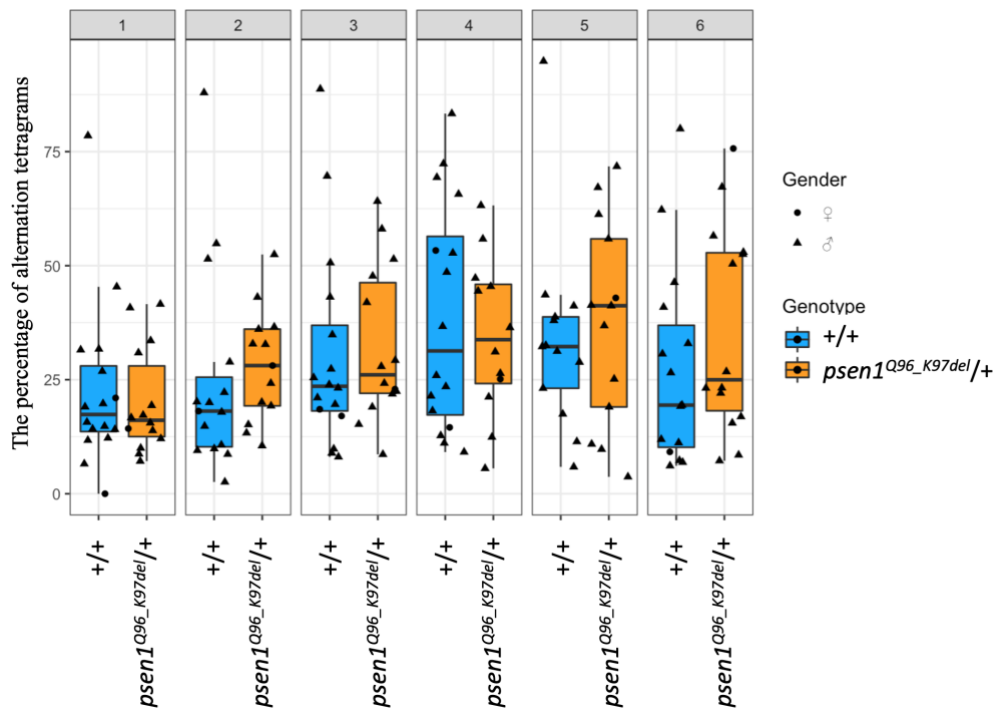 1 2 3 4 5 6
The percentage of alternation tetragrams
75
50
25
0
+/+ psen1Q96_K97del/+ +/+ psen1Q96_K97del/+ +/+ psen1Q96_K97del/+ +/+ psen1Q96_K97del/+ +/+ psen1Q96_K97del/+ +/+ psen1Q96_K97del/+
Gender
♀
♂
Genotype
+/+
psen1Q96_K97del/+